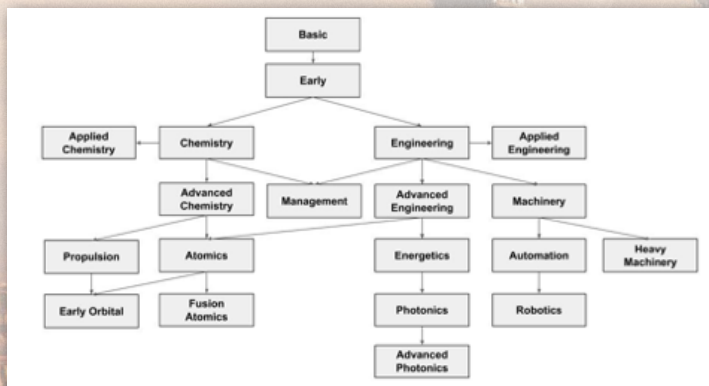 Basic
Early
Applied
Chemistry
Chemistry
Engineering
Applied
Engineering
Advanced
Chemistry
Management
Advanced
Engineering
Machinery
Propulsion
Atomics
Energetics
Automation
Heavy
Machinery
Early Orbital
Fusion
Atomics
Photonics
Robotics
Advanced
Photonics